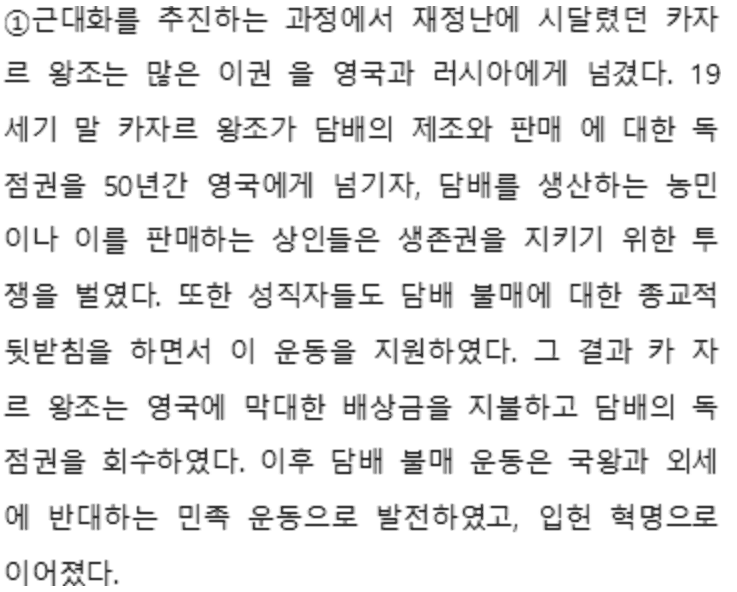 ①근대화를 추진하는 과정에서 재정난에 시달렸던 카자
르 왕조는 많은 이권 을 영국과 러시아에게 넘겼다. 19
세기 말 카자르 왕조가 담배의 제조와 판매 에 대한 독
점권을 50년간 영국에게 넘기자, 담배를 생산하는 농민
이나 이를 판매하는 상인들은 생존권을 지키기 위한 투
쟁을 벌였다. 또한 성직자들도 담배 불매에 대한 종교적
뒷받침을 하면서 이 운동을 지원하였다. 그 결과 카 자
르 왕조는 영국에 막대한 배상금을 지불하고 담배의 독
점권을 회수하였다. 이후 담배 불매 운동은 국왕과 외세
에 반대하는 민족 운동으로 발전하였고, 입헌 혁명으로
이어졌다.